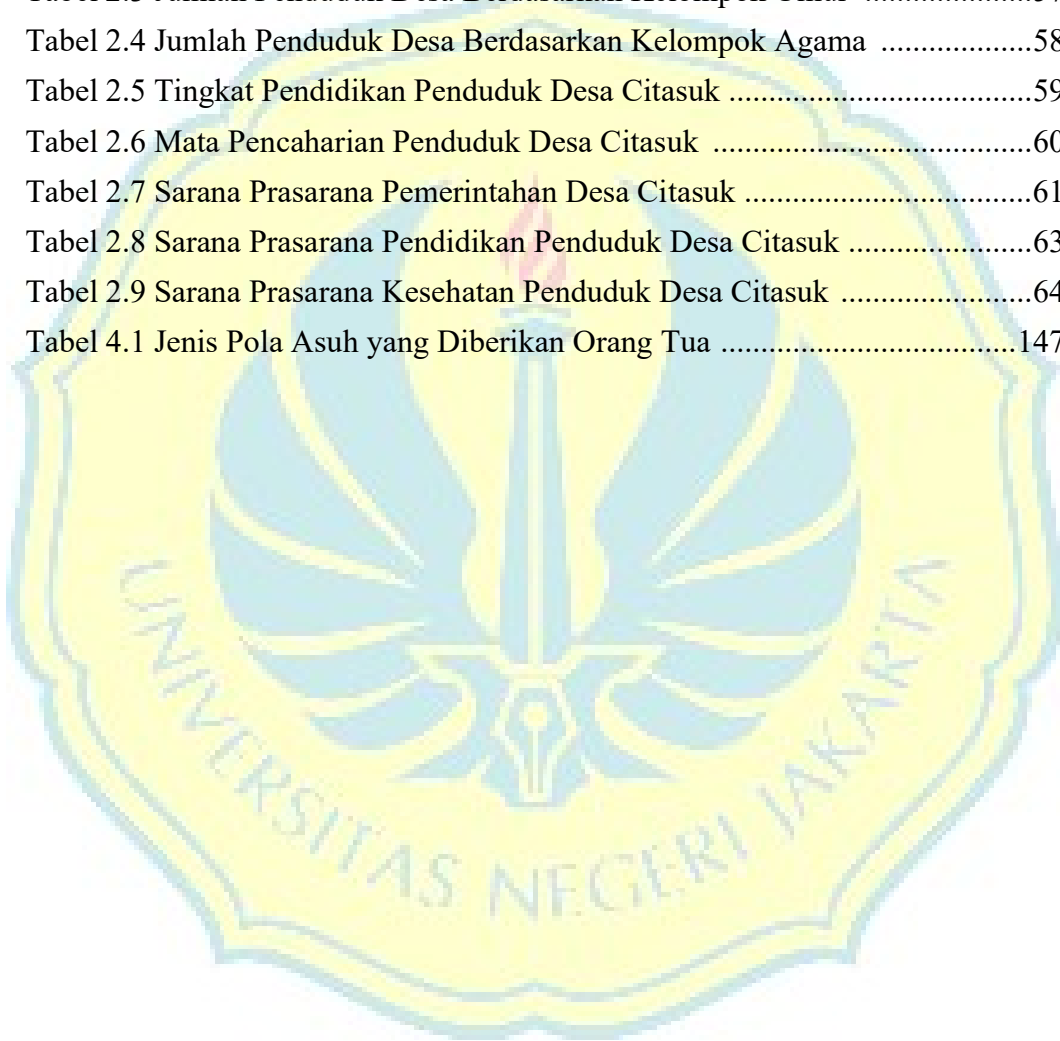 Tabel 2.4 Jumlah Penduduk Desa Berdasarkan Kelompok Agama ..................58
Tabel 2.5 Tingkat Pendidikan Penduduk Desa Citasuk ....................................59
Tabel 2.6 Mata Pencaharian Penduduk Desa Citasuk ......................................60
Tabel 2.7 Sarana Prasarana Pemerintahan Desa Citasuk ..................................61
Tabel 2.8 Sarana Prasarana Pendidikan Penduduk Desa Citasuk ......................63
Tabel 2.9 Sarana Prasarana Kesehatan Penduduk Desa Citasuk .......................64
Tabel 4.1 Jenis Pola Asuh yang Diberikan Orang Tua ...................................147
UNIVERSITAS NEGERI JAKARTA